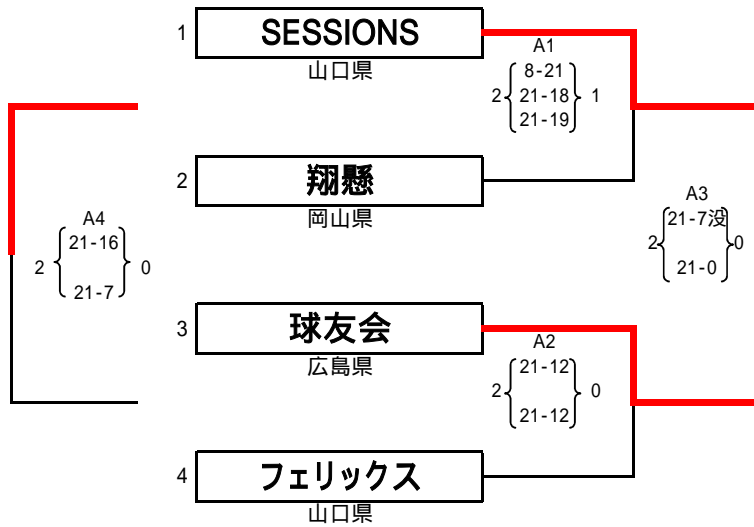 1
SESSIONS
山口県
A1
8-21
2 21-18 1
21-19
2
翔懸
岡山県
A4
21-16
2 0
21-7
A3
21-7没
2 0
21-0
3
球友会
広島県
A2
21-12
2 0
21-12
4
フェリックス
山口県